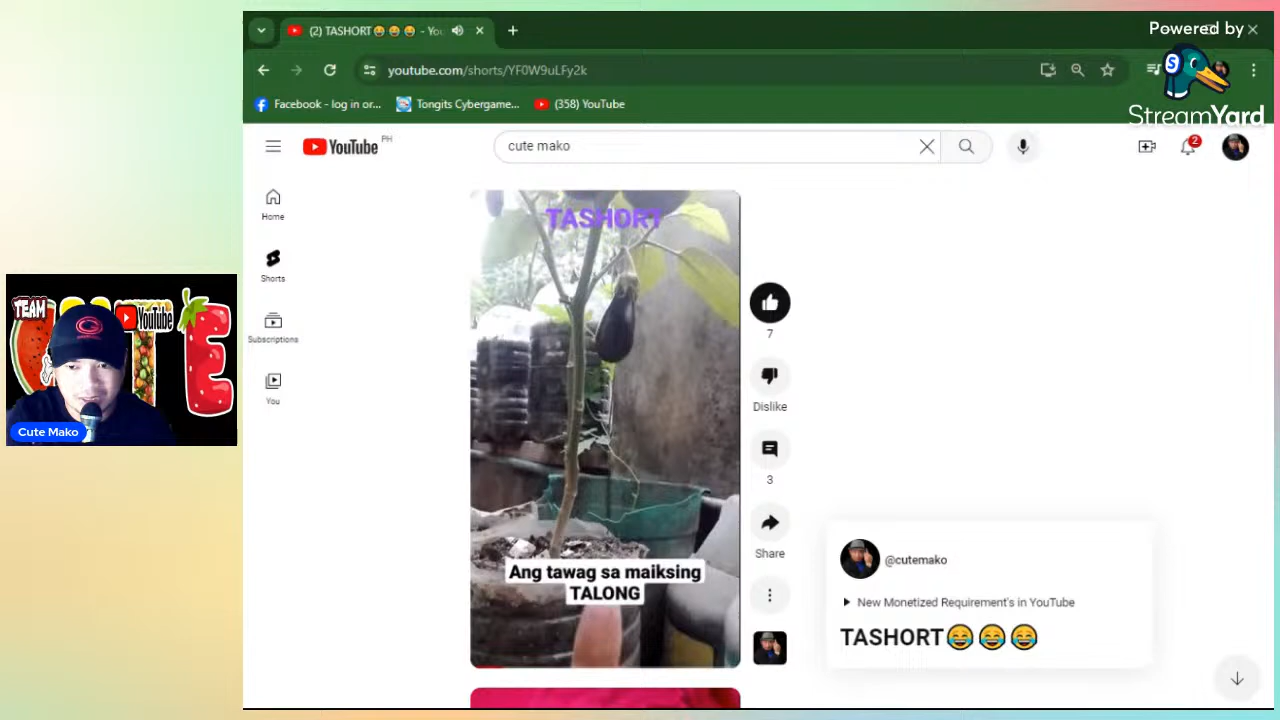 (2) TASHORT😂😂😂 - You
Powered by
youtube.com/shorts/YF0W9uLFy2k
StreamYard
Facebook - log in or...
Tongits Cybergame...
(358) YouTube
YouTube PH
cute mako
2
Home
Shorts
Subscriptions
You
TASHORT
Ang tawag sa maiksing
TALONG
7
Dislike
3
Share
@cutemako
New Monetized Requirement's in YouTube
TASHORT😂😂😂
TEAM
YouTube
E
Cute Mako